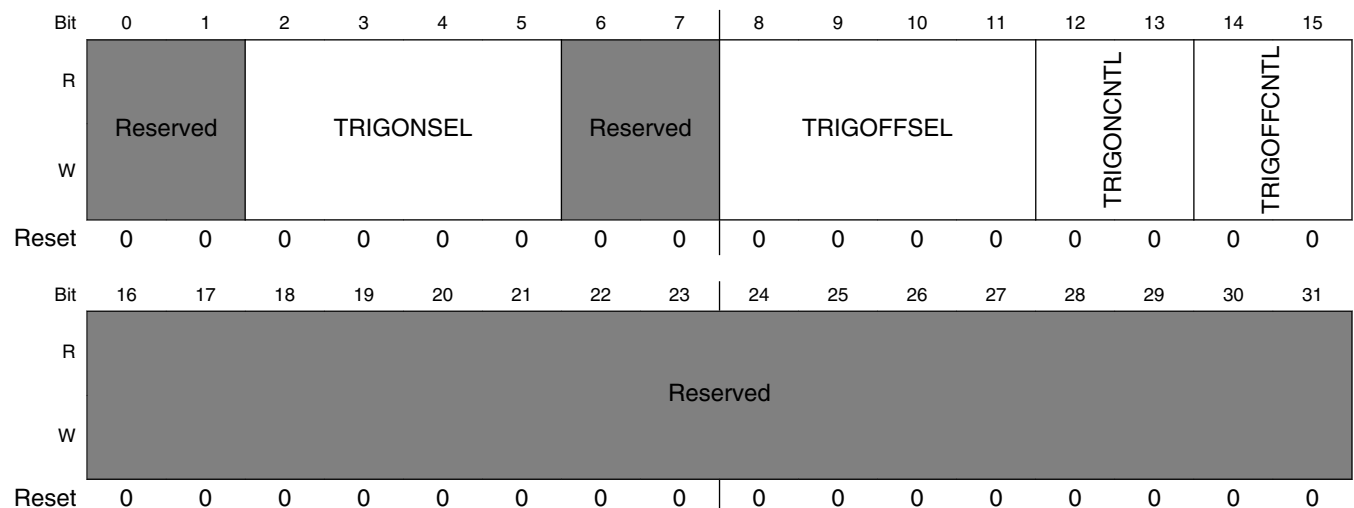 Bit 0 1 2 3 4 5 6 7 8 9 10 11 12 13 14 15
R
Reserved TRIGONSEL Reserved TRIGOFFSEL TRIGONCNTL TRIGOFFCNTL
W
Reset 0 0 0 0 0 0 0 0 0 0 0 0 0 0 0 0
Bit 16 17 18 19 20 21 22 23 24 25 26 27 28 29 30 31
R
Reserved
W
Reset 0 0 0 0 0 0 0 0 0 0 0 0 0 0 0 0